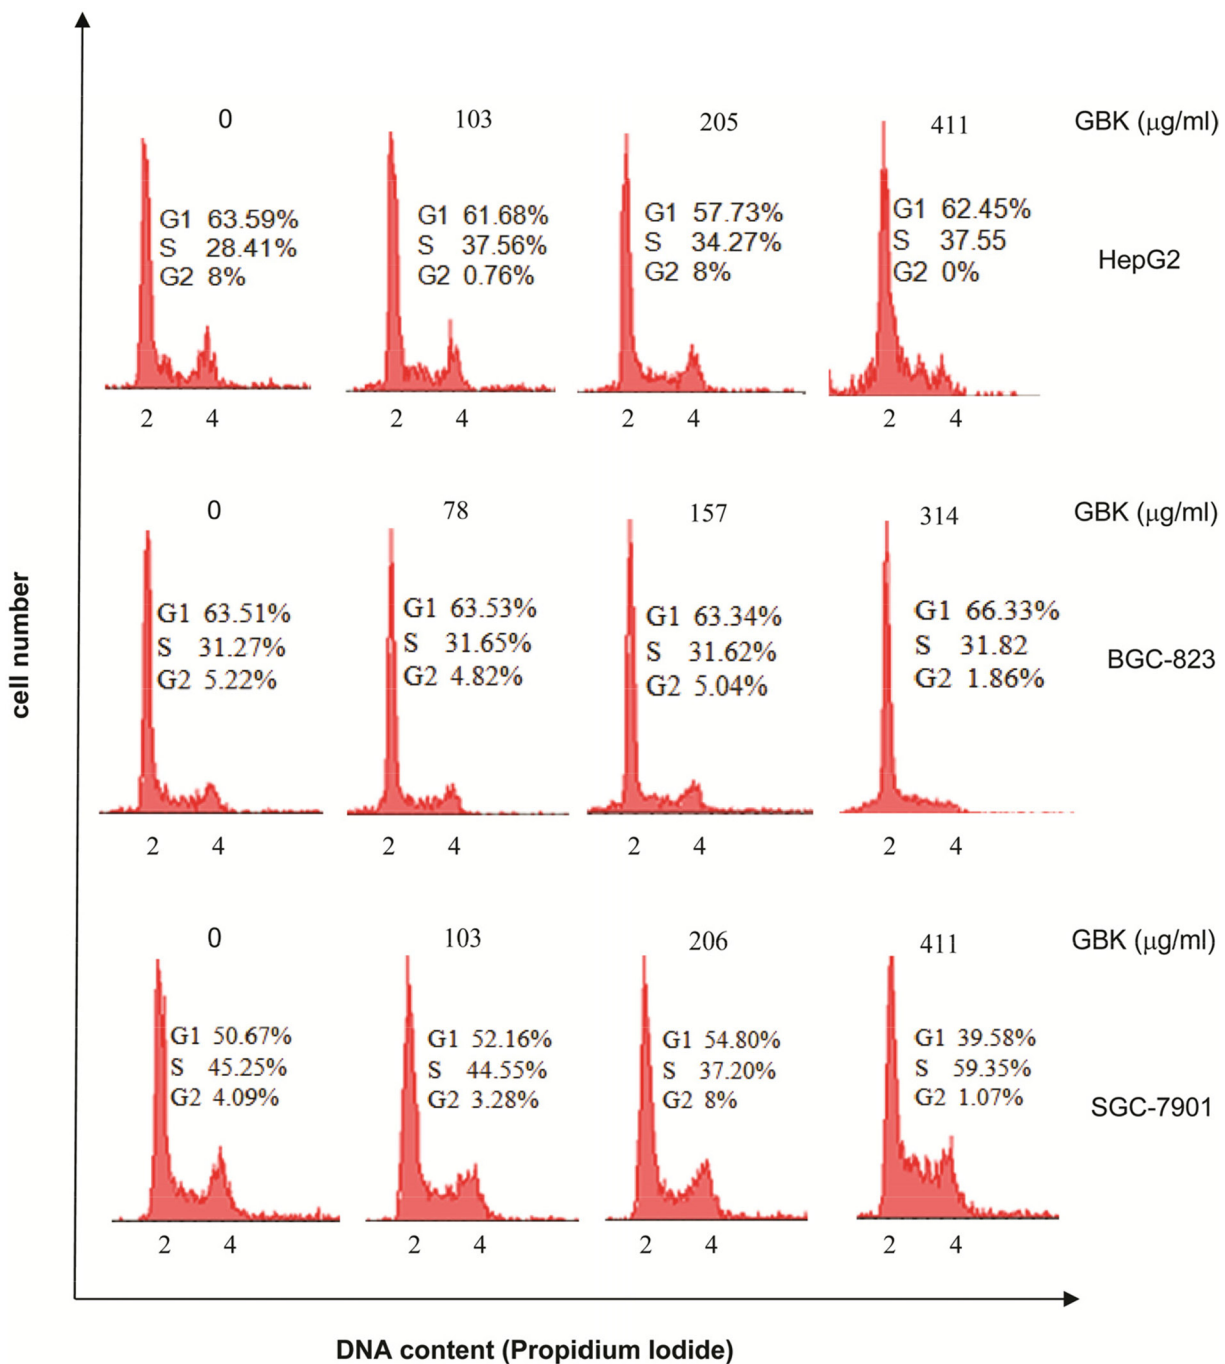 0 103 205 411 GBK (μg/ml)
G1 63.59%
S 28.41%
G2 8%
G1 61.68%
S 37.56%
G2 0.76%
G1 57.73%
S 34.27%
G2 8%
G1 62.45%
S 37.55
G2 0%
HepG2
2 4 2 4 2 4 2 4
0 78 157 314 GBK (μg/ml)
G1 63.51%
S 31.27%
G2 5.22%
G1 63.53%
S 31.65%
G2 4.82%
G1 63.34%
S 31.62%
G2 5.04%
G1 66.33%
S 31.82
G2 1.86%
BGC-823
2 4 2 4 2 4 2 4
0 103 206 411 GBK (μg/ml)
G1 50.67%
S 45.25%
G2 4.09%
G1 52.16%
S 44.55%
G2 3.28%
G1 54.80%
S 37.20%
G2 8%
G1 39.58%
S 59.35%
G2 1.07%
SGC-7901
2 4 2 4 2 4 2 4
cell number
DNA content (Propidium Iodide)